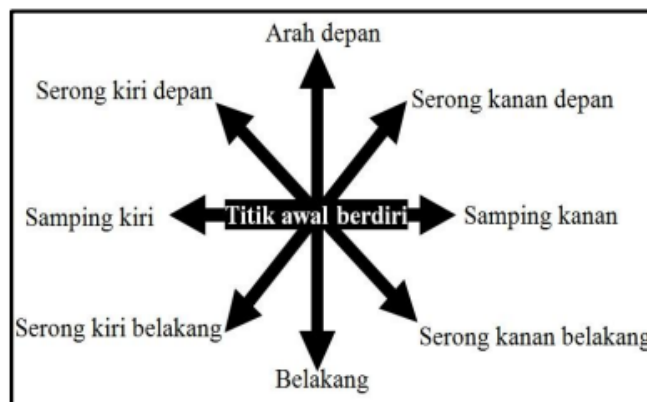 Arah depan
Serong kiri depan
Serong kanan depan
Samping kiri
Titik awal berdiri
Samping kanan
Serong kiri belakang
Serong kanan belakang
Belakang